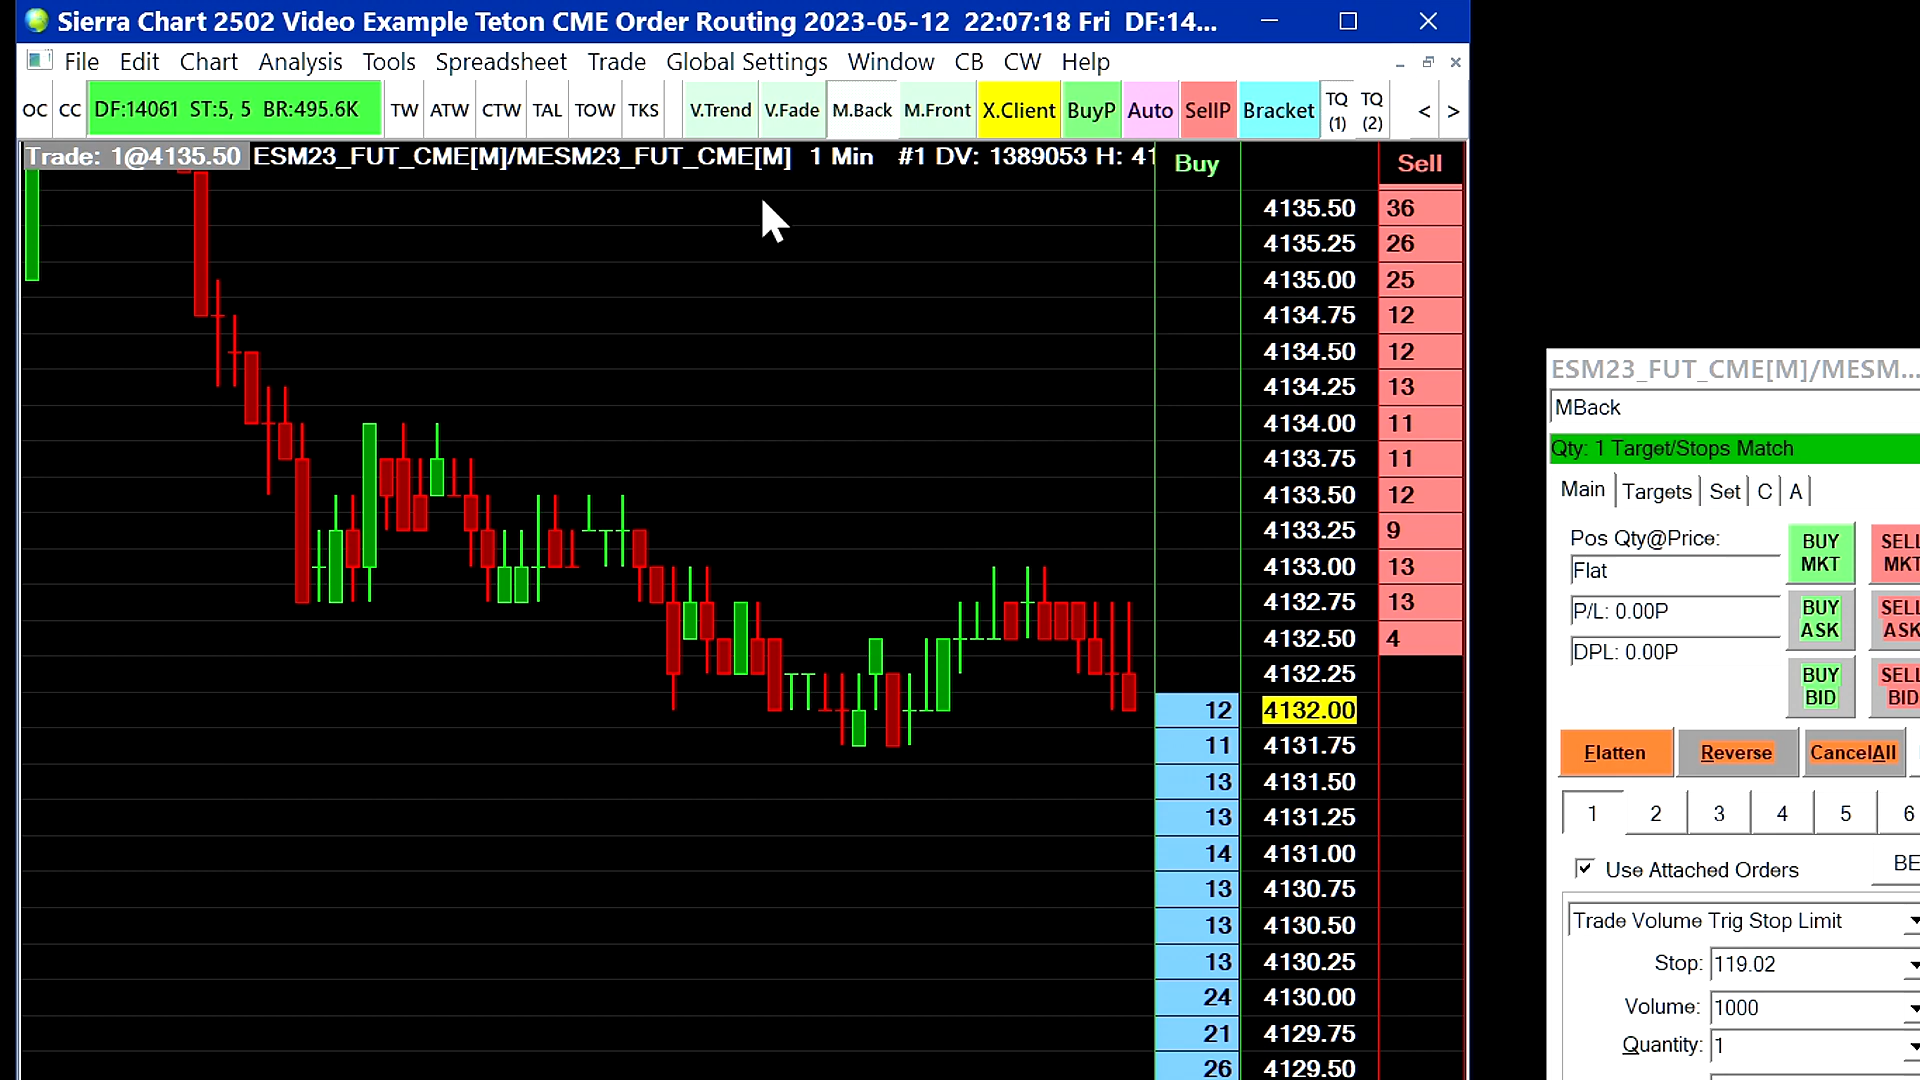 Sierra Chart 2502 Video Example Teton CME Order Routing 2023-05-12 22:07:18 Fri DF:14...
File Edit Chart Analysis Tools Spreadsheet Trade Global Settings Window CB CW Help
OC CC DF:14061 ST:5, 5 BR:495.6K TW ATW CTW TAL TOW TKS V.Trend V.Fade M.Back M.Front X.Client BuyP Auto SellP Bracket TQ (1) TQ (2) < >
Trade: 1@4135.50 ESM23_FUT_CME[M]/MESM23_FUT_CME[M] 1 Min #1 DV: 1389053 H: 41
Buy Sell
4135.50 36
4135.25 26
4135.00 25
4134.75 12
4134.50 12
4134.25 13
4134.00 11
4133.75 11
4133.50 12
4133.25 9
4133.00 13
4132.75 13
4132.50 4
4132.25
12 4132.00
11 4131.75
13 4131.50
13 4131.25
14 4131.00
13 4130.75
13 4130.50
13 4130.25
24 4130.00
21 4129.75
26 4129.50
ESM23_FUT_CME[M]/MESM...
MBack
Qty: 1 Target/Stops Match
Main Targets Set C A
Pos Qty@Price:
Flat
P/L: 0.00P
DPL: 0.00P
BUY MKT SELL MKT
BUY ASK SELL ASK
BUY BID SELL BID
Flatten Reverse CancelAll
1 2 3 4 5 6
Use Attached Orders BE
Trade Volume Trig Stop Limit
Stop: 119.02
Volume: 1000
Quantity: 1